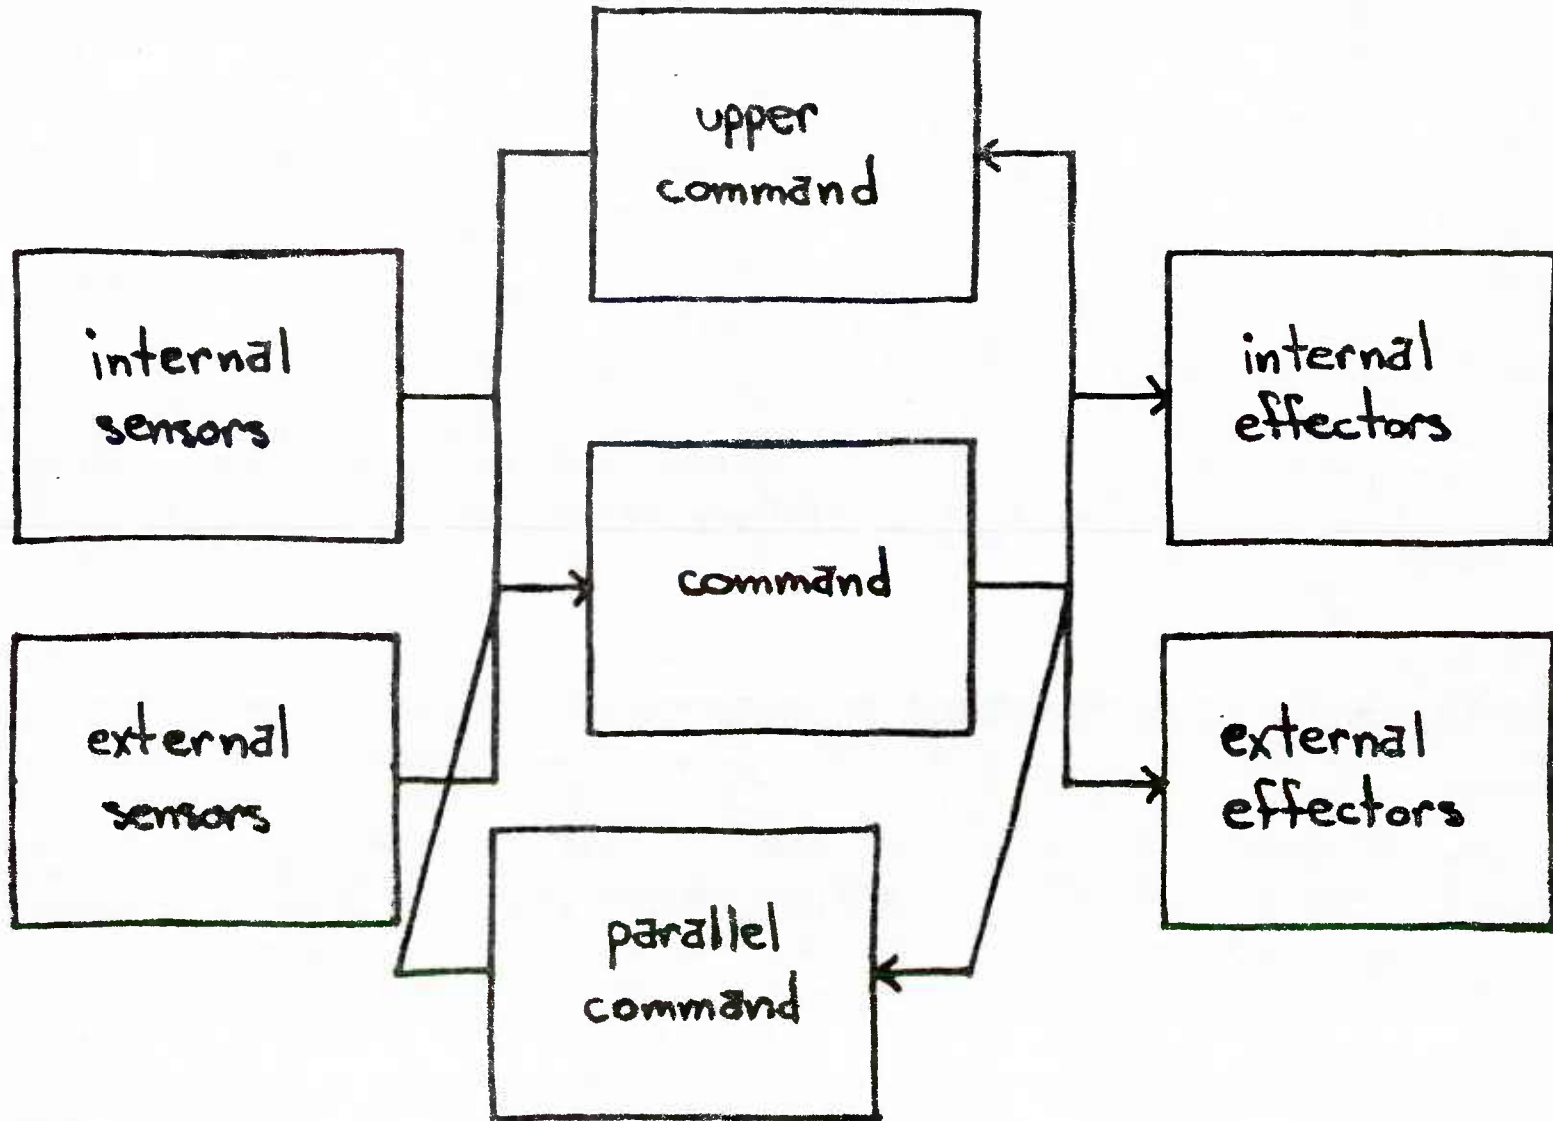 upper
command
internal
sensors
internal
effectors
command
external
sensors
external
effectors
parallel
command